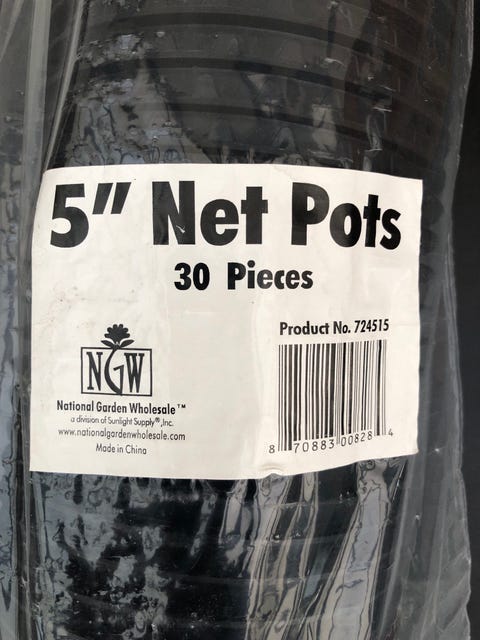 5" Net Pots
30 Pieces
Product No. 724515
NGW
National Garden Wholesale™
a division of Sunlight Supply®, Inc.
www.nationalgardenwholesale.com
Made in China
8 70883 00828 4